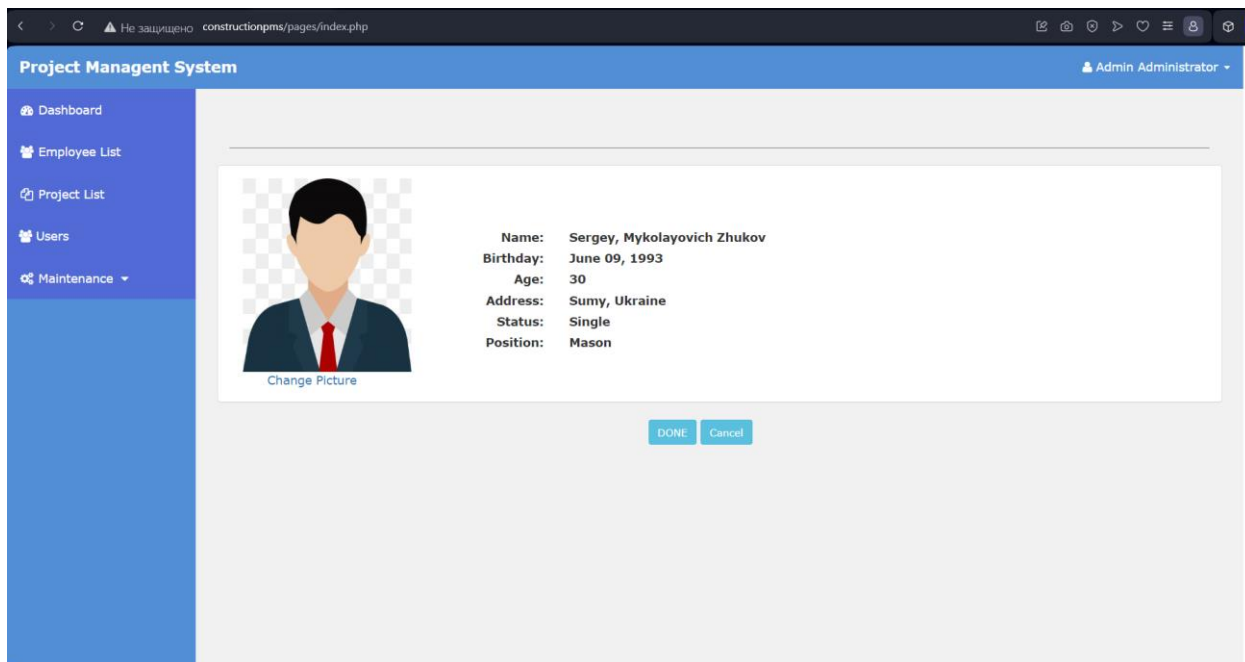 Не защищено constructionpms/pages/index.php
Project Managent System
Admin Administrator
Dashboard
Employee List
Project List
Users
Maintenance
Change Picture
Name: Sergey, Mykolayovich Zhukov
Birthday: June 09, 1993
Age: 30
Address: Sumy, Ukraine
Status: Single
Position: Mason
DONE Cancel